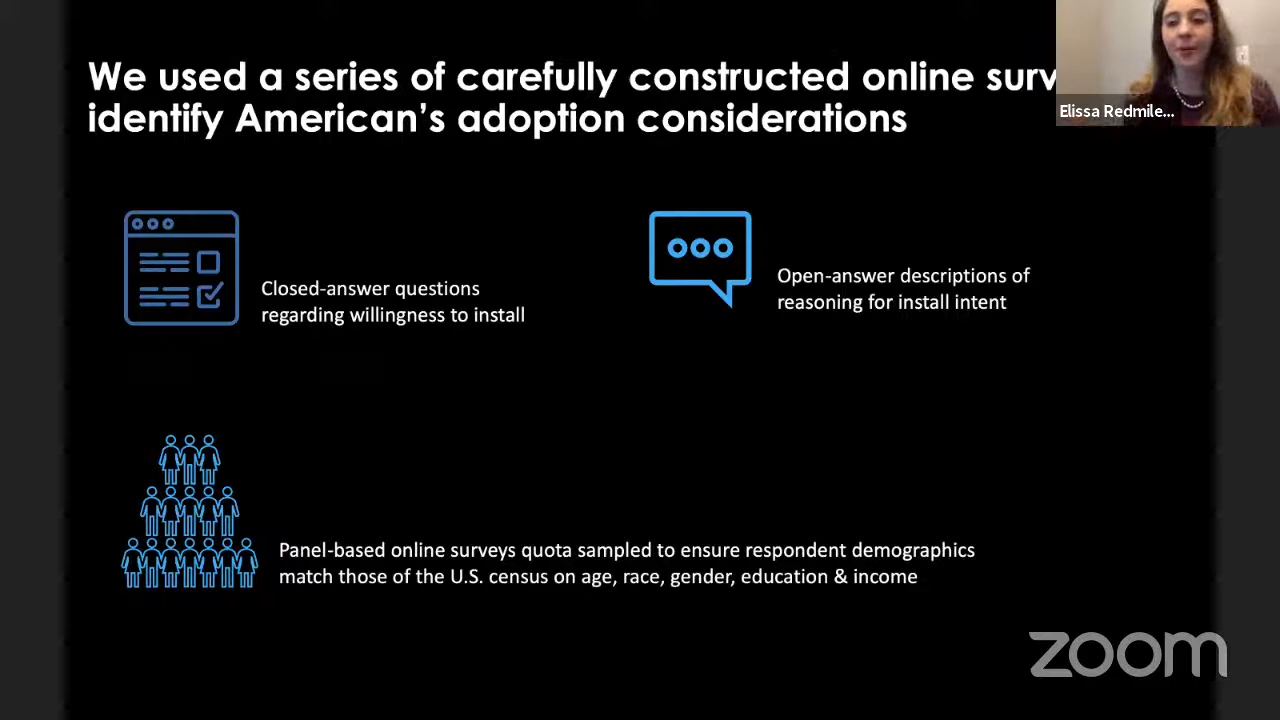 We used a series of carefully constructed online surv
identify American's adoption considerations
Elissa Redmile...
Closed-answer questions
regarding willingness to install
Open-answer descriptions of
reasoning for install intent
Panel-based online surveys quota sampled to ensure respondent demographics
match those of the U.S. census on age, race, gender, education & income
zoom